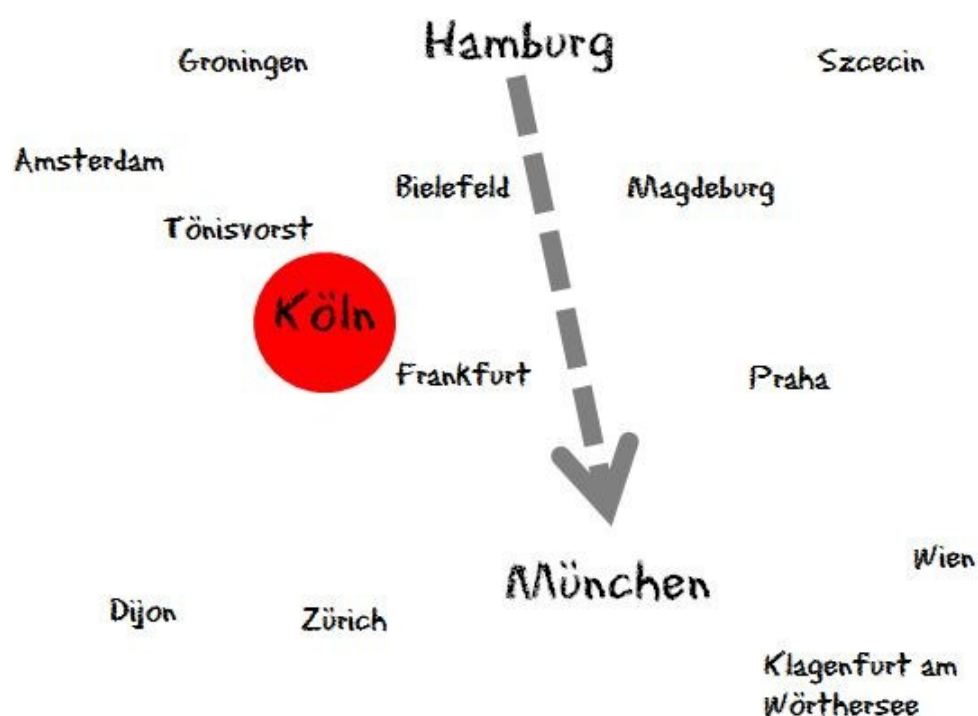 Hamburg
Groningen
Szcecin
Amsterdam
Bielefeld
Magdeburg
Tönisvorst
Köln
Frankfurt
Praha
Wien
München
Dijon
Zürich
Klagenfurt am
Wörthersee